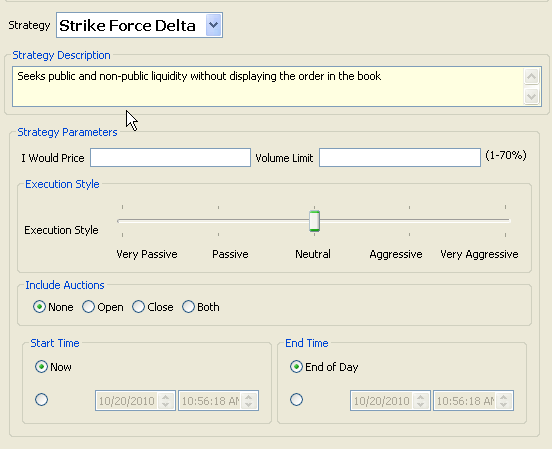 Strategy Strike Force Delta
Strategy Description
Seeks public and non-public liquidity without displaying the order in the book
Strategy Parameters
I Would Price Volume Limit (1-70%)
Execution Style
Execution Style
Very Passive Passive Neutral Aggressive Very Aggressive
Include Auctions
None Open Close Both
Start Time End Time
Now End of Day
10/20/2010 10:56:18 AM 10/20/2010 10:56:18 AM